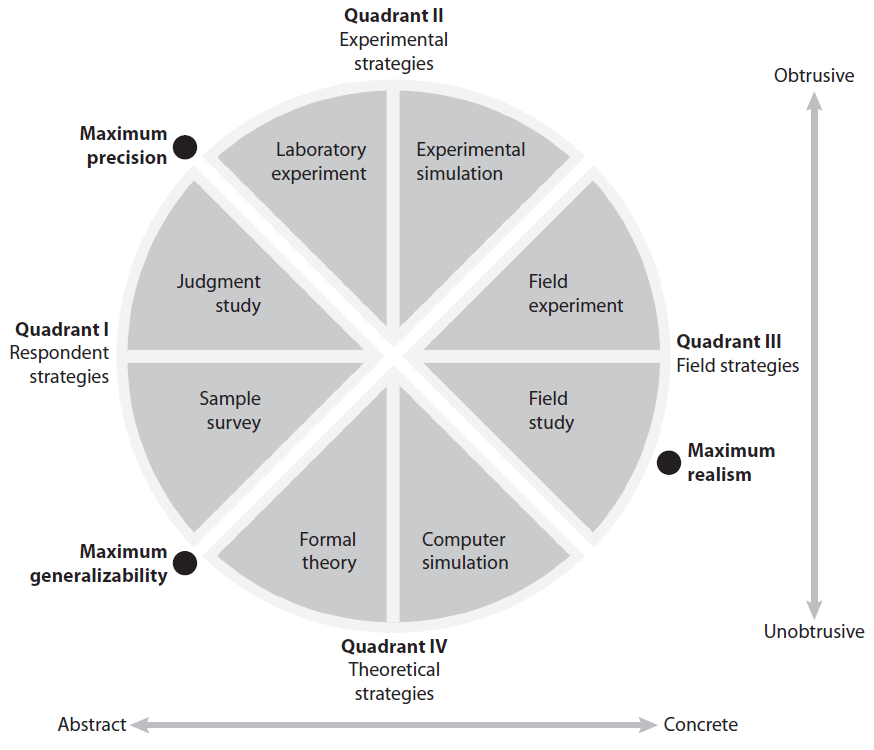 Quadrant II
Experimental
strategies
Obtrusive
Maximum
precision
Laboratory
experiment
Experimental
simulation
Judgment
study
Field
experiment
Quadrant I
Respondent
strategies
Quadrant III
Field strategies
Sample
survey
Field
study
Maximum
realism
Maximum
generalizability
Formal
theory
Computer
simulation
Unobtrusive
Quadrant IV
Theoretical
strategies
Abstract
Concrete